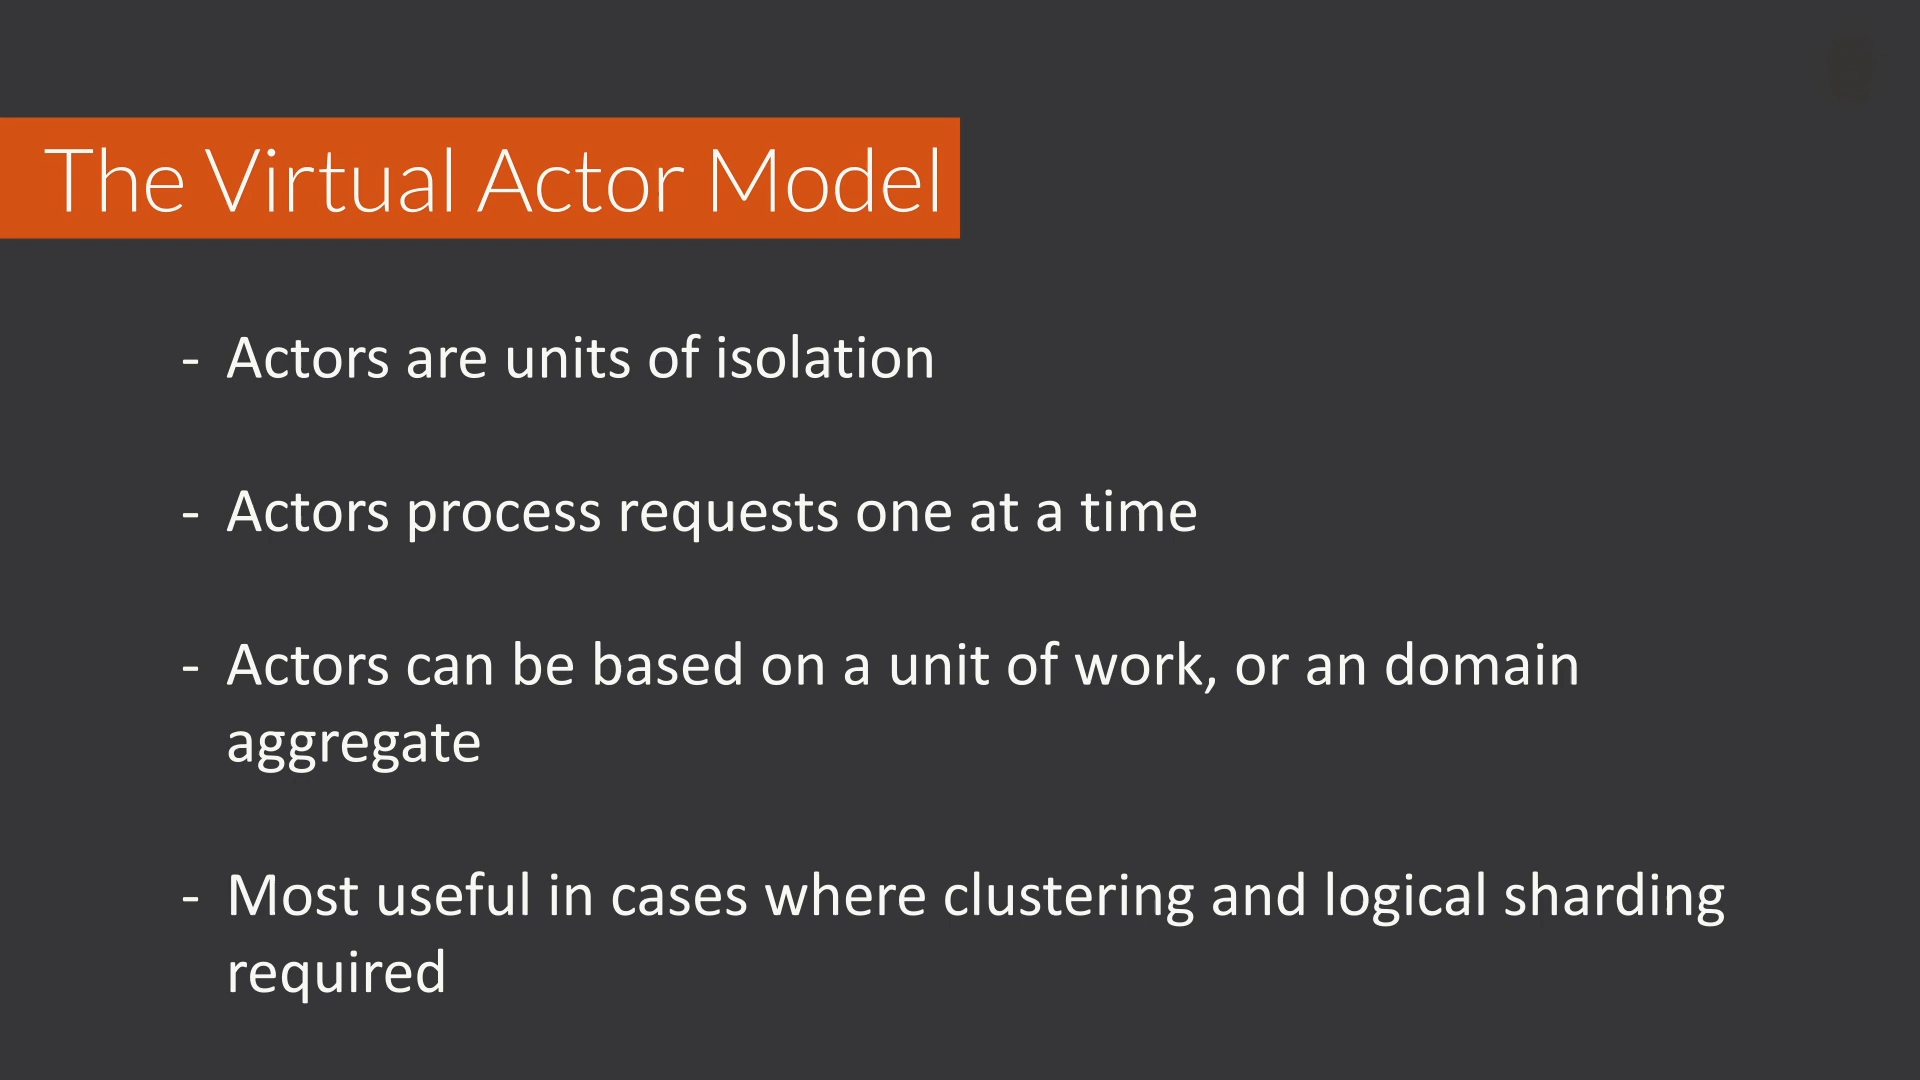 The Virtual Actor Model
- Actors are units of isolation
- Actors process requests one at a time
- Actors can be based on a unit of work, or an domain
aggregate
- Most useful in cases where clustering and logical sharding
required